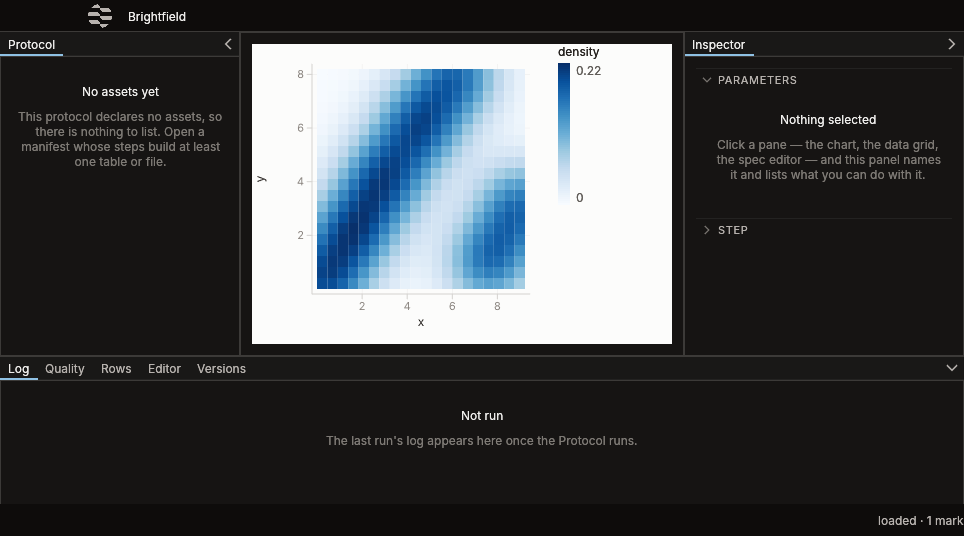 Brightfield
Protocol
Inspector
No assets yet
This protocol declares no assets, so
there is nothing to list. Open a
manifest whose steps build at least
one table or file.
density
0.22
0
8
6
4
2
y
2
4
6
8
x
PARAMETERS
Nothing selected
Click a pane — the chart, the data grid,
the spec editor — and this panel names
it and lists what you can do with it.
STEP
Log Quality Rows Editor Versions
Not run
The last run's log appears here once the Protocol runs.
loaded · 1 mark